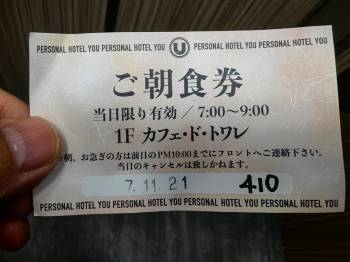 PERSONAL HOTEL YOU PERSONAL HOTEL YOU U PERSONAL HOTEL YOU PERSONAL HOTEL YOU
ご朝食券
当日限り有効／7:00～9:00
1F カフェ・ド・トワレ
朝、お急ぎの方は前日のPM10:00までにフロントへご連絡下さい。
当日のキャンセルは致しかねます。
7.11.21 410
PERSONAL HOTEL YOU PERSONAL HOTEL YOU PERSONAL HOTEL YOU PERSONAL HOTEL YOU